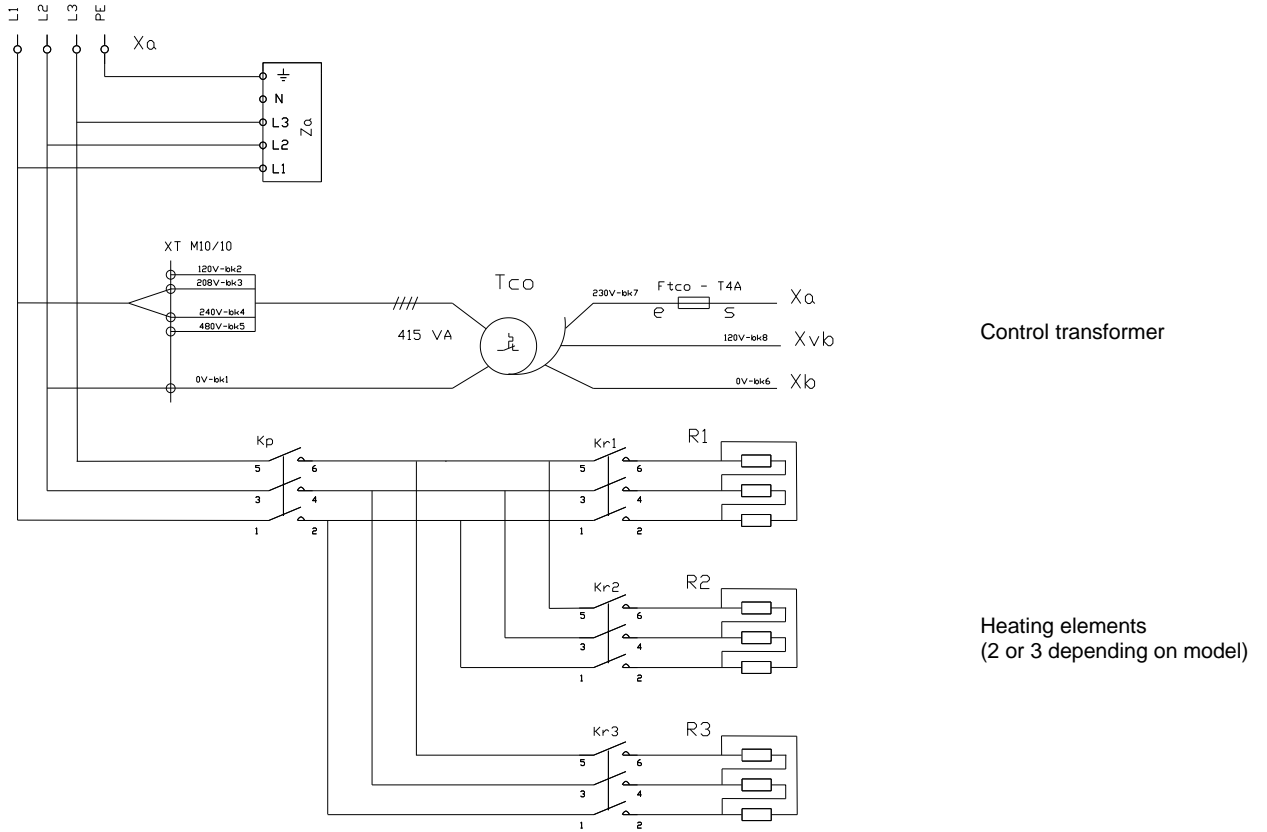 L1 L2 L3 PE
Xa
N
L3
L2
L1
Za
XT M10/10
120V-bk2
208V-bk3
240V-bk4
480V-bk5
0V-bk1
415 VA
Tco
230V-bk7
Ftco - T4A
e s
Xa
120V-bk8
Xvb
0V-bk6
Xb
Control transformer
Kp
5 6
3 4
1 2
Kr1
5 6
3 4
1 2
R1
Kr2
5 6
3 4
1 2
R2
Heating elements
(2 or 3 depending on model)
Kr3
5 6
3 4
1 2
R3